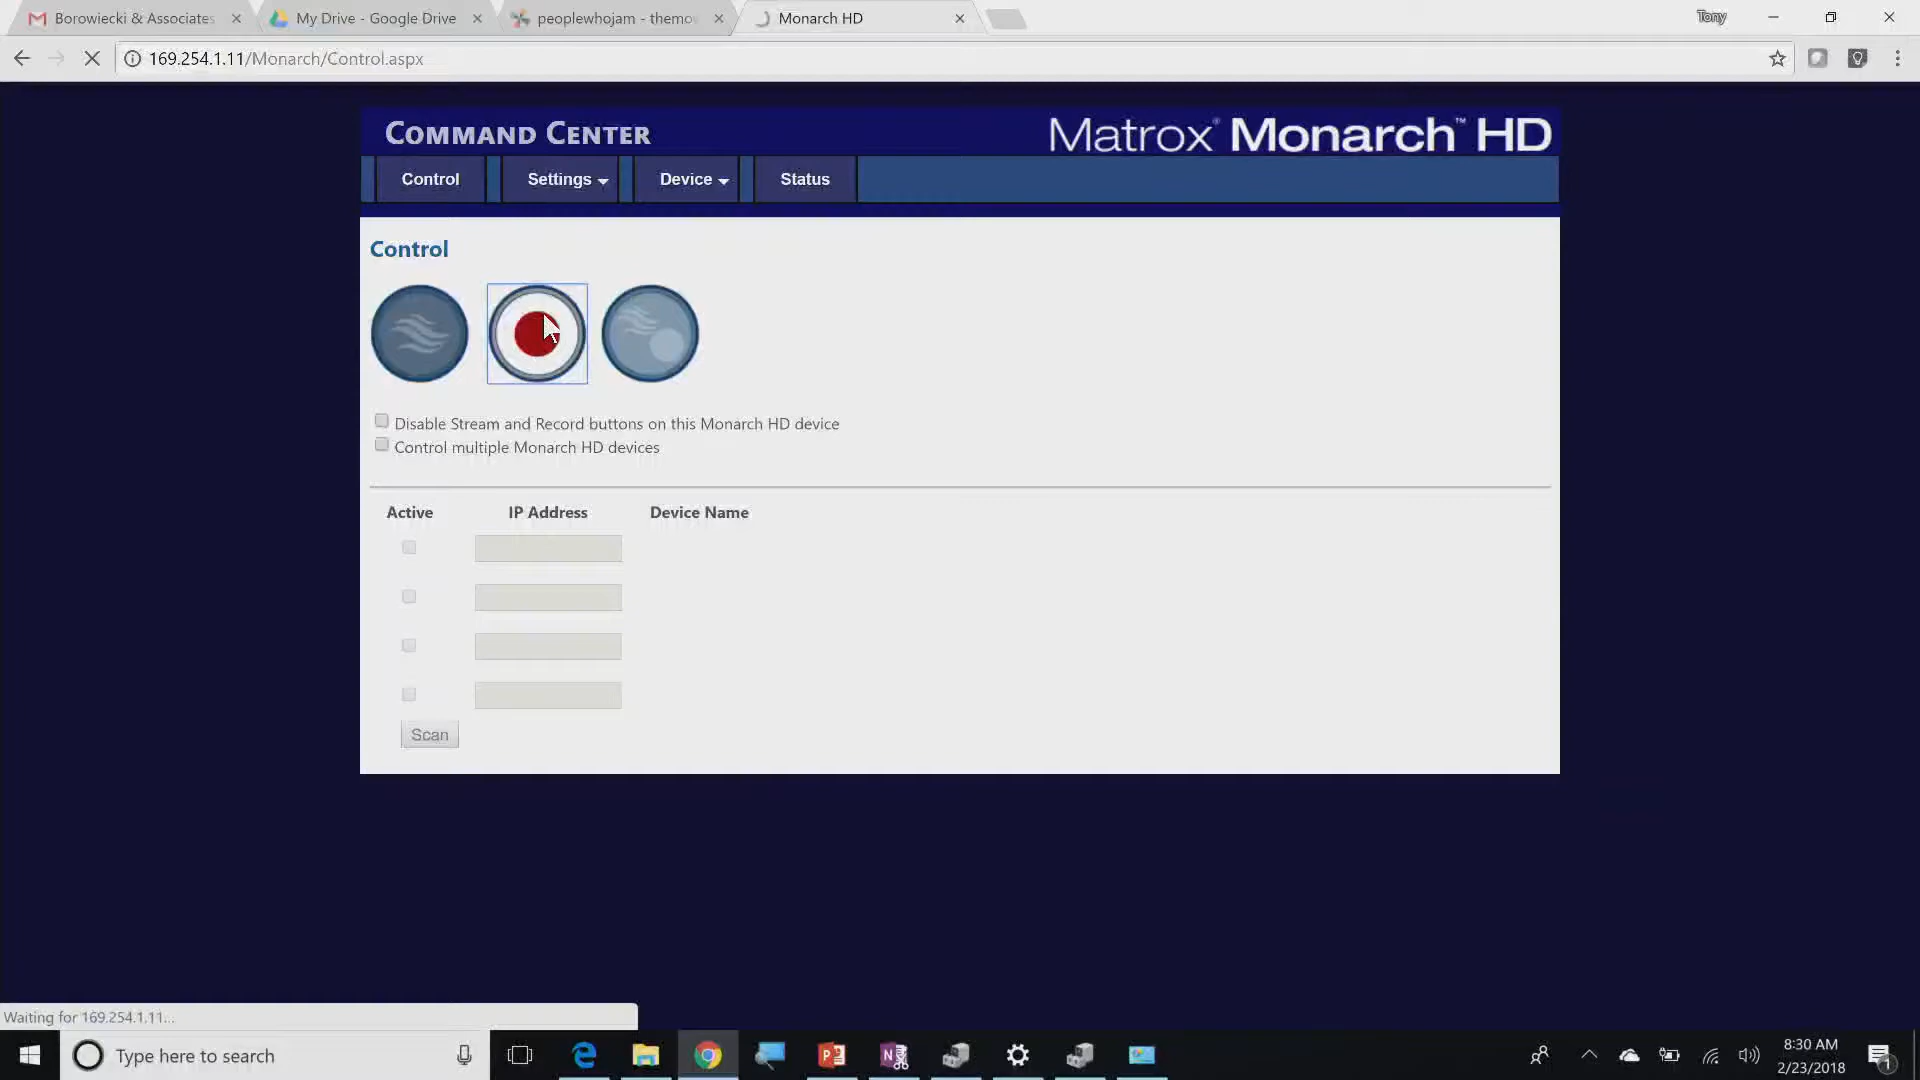 Borowiecki & Associates
My Drive - Google Drive
peoplewhojam - themo
Monarch HD
Tony
169.254.1.11/Monarch/Control.aspx
COMMAND CENTER
Matrox® Monarch™ HD
Control
Settings
Device
Status
Control
Disable Stream and Record buttons on this Monarch HD device
Control multiple Monarch HD devices
Active IP Address Device Name
Scan
Waiting for 169.254.1.11...
Type here to search
8:30 AM
2/23/2018
1